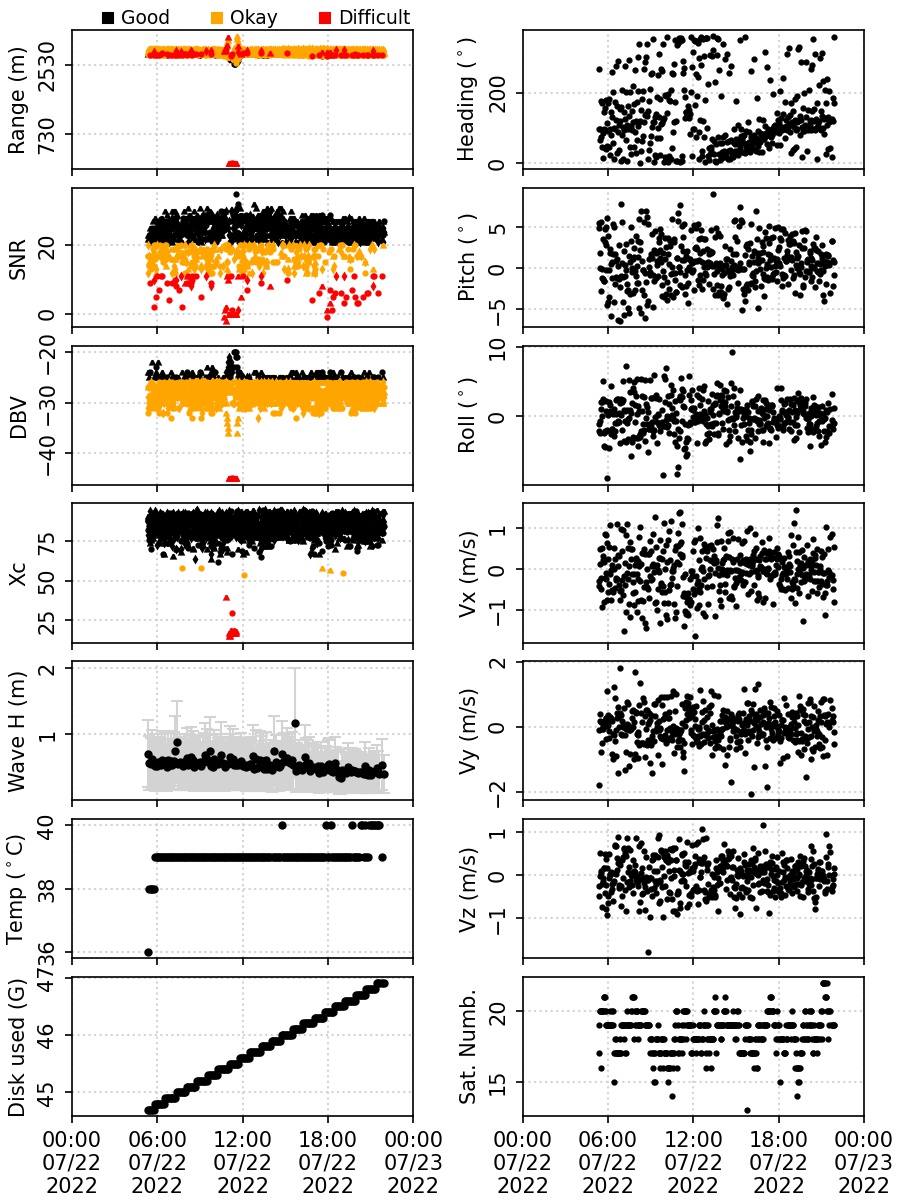 Good Okay Difficult
Range (m)
2530
730
Heading (°)
200
0
SNR
20
0
Pitch (°)
5
0
−5
DBV
−20
−30
−40
Roll (°)
10
0
Xc
75
50
25
Vx (m/s)
1
0
−1
Wave H (m)
2
1
Vy (m/s)
2
0
−2
Temp (°C)
40
38
36
Vz (m/s)
1
0
−1
Disk used (G)
47
46
45
Sat. Numb.
20
15
00:00 06:00 12:00 18:00 00:00
07/22 07/22 07/22 07/22 07/23
2022 2022 2022 2022 2022
00:00 06:00 12:00 18:00 00:00
07/22 07/22 07/22 07/22 07/23
2022 2022 2022 2022 2022